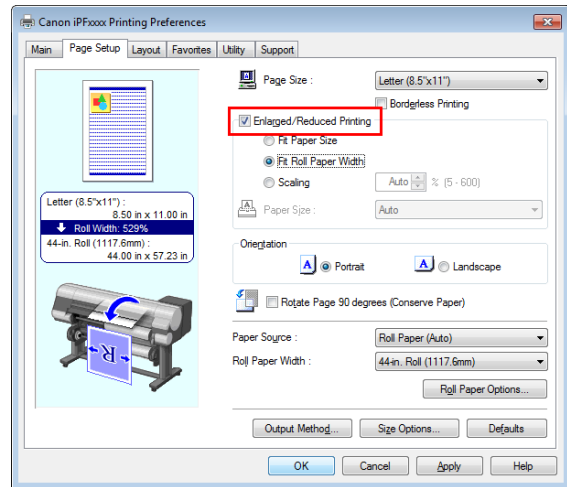 Canon iPFxxxx Printing Preferences
Main Page Setup Layout Favorites Utility Support
Page Size : Letter (8.5"x11")
Borderless Printing
Enlarged/Reduced Printing
Fit Paper Size
Fit Roll Paper Width
Scaling Auto % (5 - 600)
Paper Size : Auto
Letter (8.5"x11") :
8.50 in x 11.00 in
Roll Width: 529%
44-in. Roll (1117.6mm) :
44.00 in x 57.23 in
R
Orientation
A Portrait A Landscape
Rotate Page 90 degrees (Conserve Paper)
Paper Source : Roll Paper (Auto)
Roll Paper Width : 44-in. Roll (1117.6mm)
Roll Paper Options...
Output Method... Size Options... Defaults
OK Cancel Apply Help